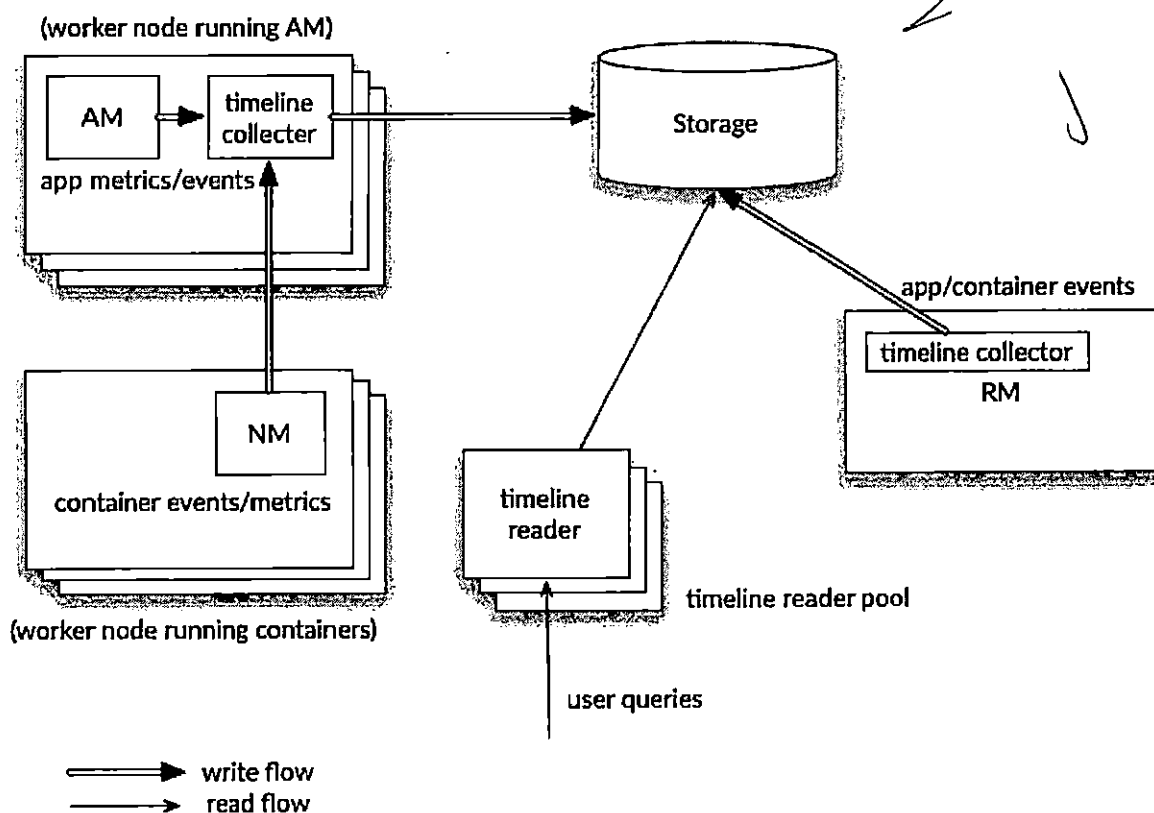 (worker node running AM)
AM
timeline
collecter
app metrics/events
Storage
app/container events
timeline collector
RM
NM
container events/metrics
(worker node running containers)
timeline
reader
timeline reader pool
user queries
write flow
read flow